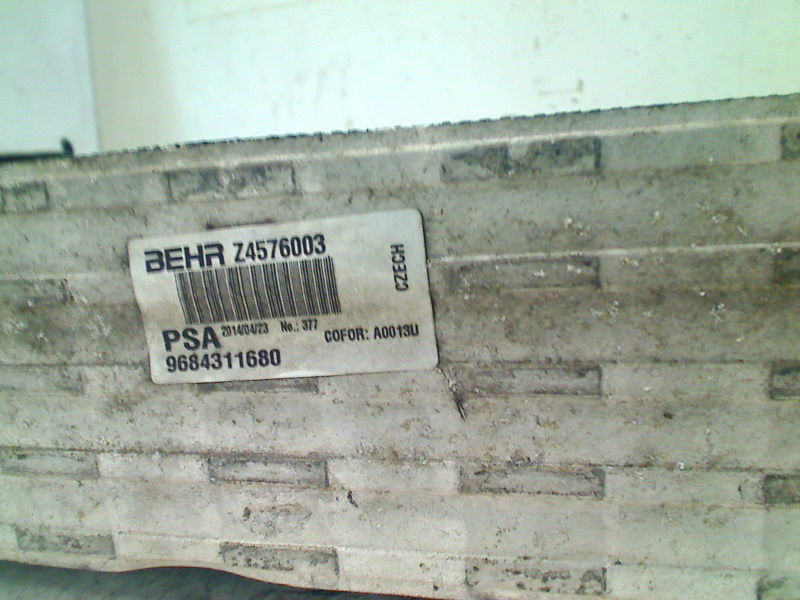 BEHR Z4576003
CZECH
PSA 2014/04/23 No.: 377 COFOR: A0013U
9684311680